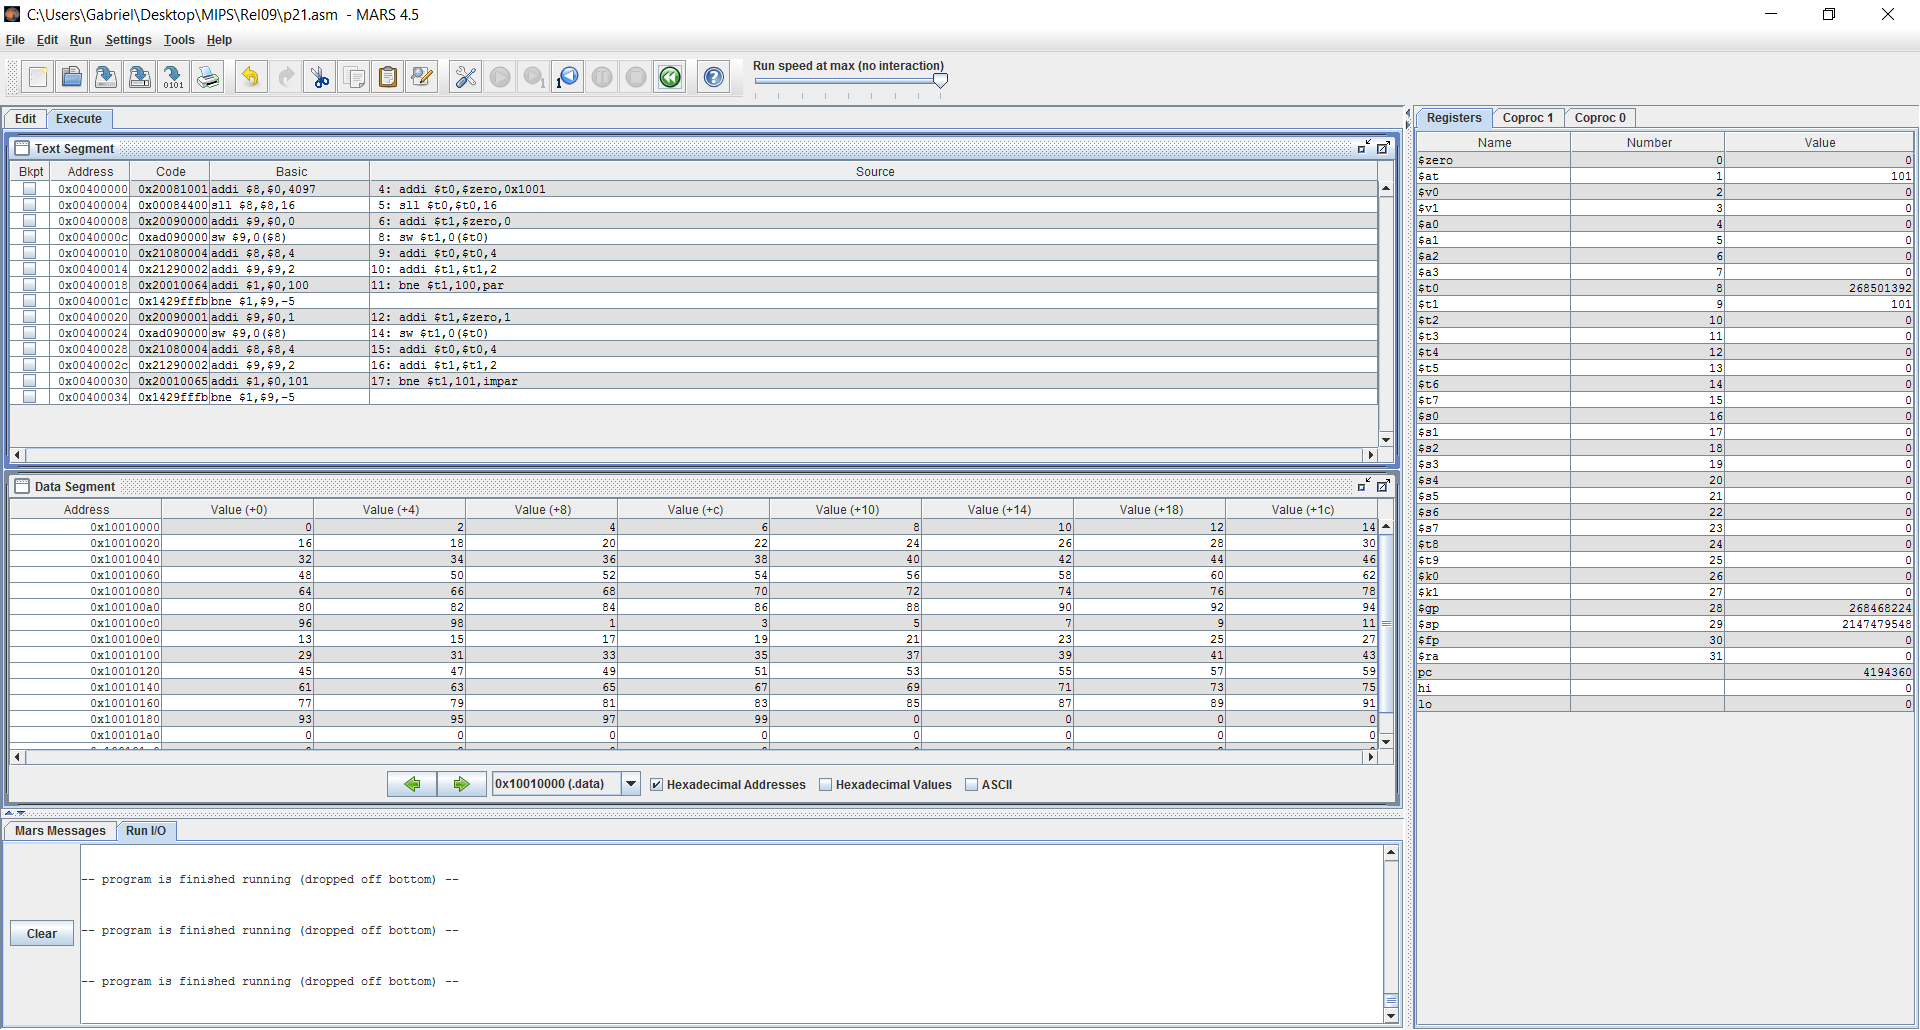 C:\Users\Gabriel\Desktop\MIPS\Rel09\p21.asm - MARS 4.5
File Edit Run Settings Tools Help
Run speed at max (no interaction)
Edit Execute
Text Segment
Bkpt Address Code Basic Source
0x00400000 0x20081001 addi $8,$0,4097 4: addi $t0,$zero,0x1001
0x00400004 0x00084400 sll $8,$8,16 5: sll $t0,$t0,16
0x00400008 0x20090000 addi $9,$0,0 6: addi $t1,$zero,0
0x0040000c 0xad090000 sw $9,0($8) 8: sw $t1,0($t0)
0x00400010 0x21080004 addi $8,$8,4 9: addi $t0,$t0,4
0x00400014 0x21290002 addi $9,$9,2 10: addi $t1,$t1,2
0x00400018 0x20010064 addi $1,$0,100 11: bne $t1,100,par
0x0040001c 0x1429fffb bne $1,$9,-5
0x00400020 0x20090001 addi $9,$0,1 12: addi $t1,$zero,1
0x00400024 0xad090000 sw $9,0($8) 14: sw $t1,0($t0)
0x00400028 0x21080004 addi $8,$8,4 15: addi $t0,$t0,4
0x0040002c 0x21290002 addi $9,$9,2 16: addi $t1,$t1,2
0x00400030 0x20010065 addi $1,$0,101 17: bne $t1,101,impar
0x00400034 0x1429fffb bne $1,$9,-5
Data Segment
Address Value (+0) Value (+4) Value (+8) Value (+c) Value (+10) Value (+14) Value (+18) Value (+1c)
0x10010000 0 2 4 6 8 10 12 14
0x10010020 16 18 20 22 24 26 28 30
0x10010040 32 34 36 38 40 42 44 46
0x10010060 48 50 52 54 56 58 60 62
0x10010080 64 66 68 70 72 74 76 78
0x100100a0 80 82 84 86 88 90 92 94
0x100100c0 96 98 1 3 5 7 9 11
0x100100e0 13 15 17 19 21 23 25 27
0x10010100 29 31 33 35 37 39 41 43
0x10010120 45 47 49 51 53 55 57 59
0x10010140 61 63 65 67 69 71 73 75
0x10010160 77 79 81 83 85 87 89 91
0x10010180 93 95 97 99 0 0 0 0
0x100101a0 0 0 0 0 0 0 0 0
0x10010000 (.data) Hexadecimal Addresses Hexadecimal Values ASCII
Mars Messages Run I/O
-- program is finished running (dropped off bottom) --
-- program is finished running (dropped off bottom) --
-- program is finished running (dropped off bottom) --
Clear
Registers Coproc 1 Coproc 0
Name Number Value
$zero 0 0
$at 1 101
$v0 2 0
$v1 3 0
$a0 4 0
$a1 5 0
$a2 6 0
$a3 7 0
$t0 8 268501392
$t1 9 101
$t2 10 0
$t3 11 0
$t4 12 0
$t5 13 0
$t6 14 0
$t7 15 0
$s0 16 0
$s1 17 0
$s2 18 0
$s3 19 0
$s4 20 0
$s5 21 0
$s6 22 0
$s7 23 0
$t8 24 0
$t9 25 0
$k0 26 0
$k1 27 0
$gp 28 268468224
$sp 29 2147479548
$fp 30 0
$ra 31 0
pc 4194360
hi 0
lo 0